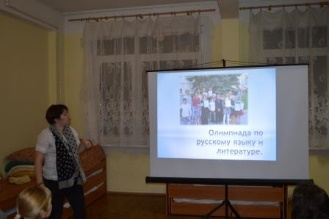 Олимпиада по
русскому языку и
литературе.